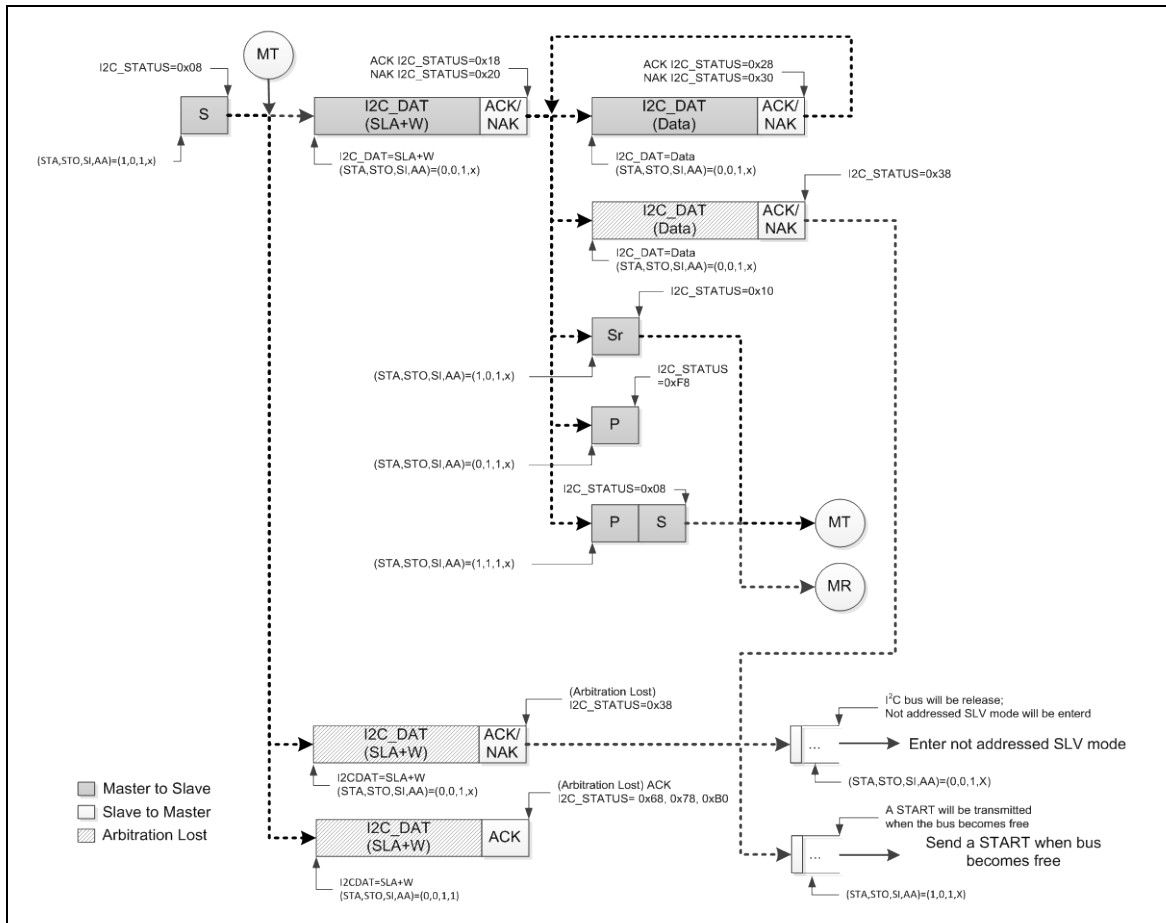 MT
I2C_STATUS=0x08
S
(STA,STO,SI,AA)=(1,0,1,x)
ACK I2C_STATUS=0x18
NAK I2C_STATUS=0x20
I2C_DAT
(SLA+W)
ACK/
NAK
I2C_DAT=SLA+W
(STA,STO,SI,AA)=(0,0,1,x)
ACK I2C_STATUS=0x28
NAK I2C_STATUS=0x30
I2C_DAT
(Data)
ACK/
NAK
I2C_DAT=Data
(STA,STO,SI,AA)=(0,0,1,x)
I2C_STATUS=0x38
I2C_DAT
(Data)
ACK/
NAK
I2C_DAT=Data
(STA,STO,SI,AA)=(0,0,1,x)
I2C_STATUS=0x10
Sr
(STA,STO,SI,AA)=(1,0,1,x)
I2C_STATUS
=0xF8
P
(STA,STO,SI,AA)=(0,1,1,x)
I2C_STATUS=0x08
P
S
MT
(STA,STO,SI,AA)=(1,1,1,x)
MR
(Arbitration Lost)
I2C_STATUS=0x38
I2C_DAT
(SLA+W)
ACK/
NAK
I2CDAT=SLA+W
(STA,STO,SI,AA)=(0,0,1,x)
I²C bus will be release;
Not addressed SLV mode will be enterd
...
Enter not addressed SLV mode
(STA,STO,SI,AA)=(0,0,1,X)
Master to Slave
Slave to Master
Arbitration Lost
(Arbitration Lost) ACK
I2C_STATUS= 0x68, 0x78, 0xB0
I2C_DAT
(SLA+W)
ACK
I2CDAT=SLA+W
(STA,STO,SI,AA)=(0,0,1,1)
A START will be transmitted
when the bus becomes free
...
Send a START when bus
becomes free
(STA,STO,SI,AA)=(1,0,1,X)